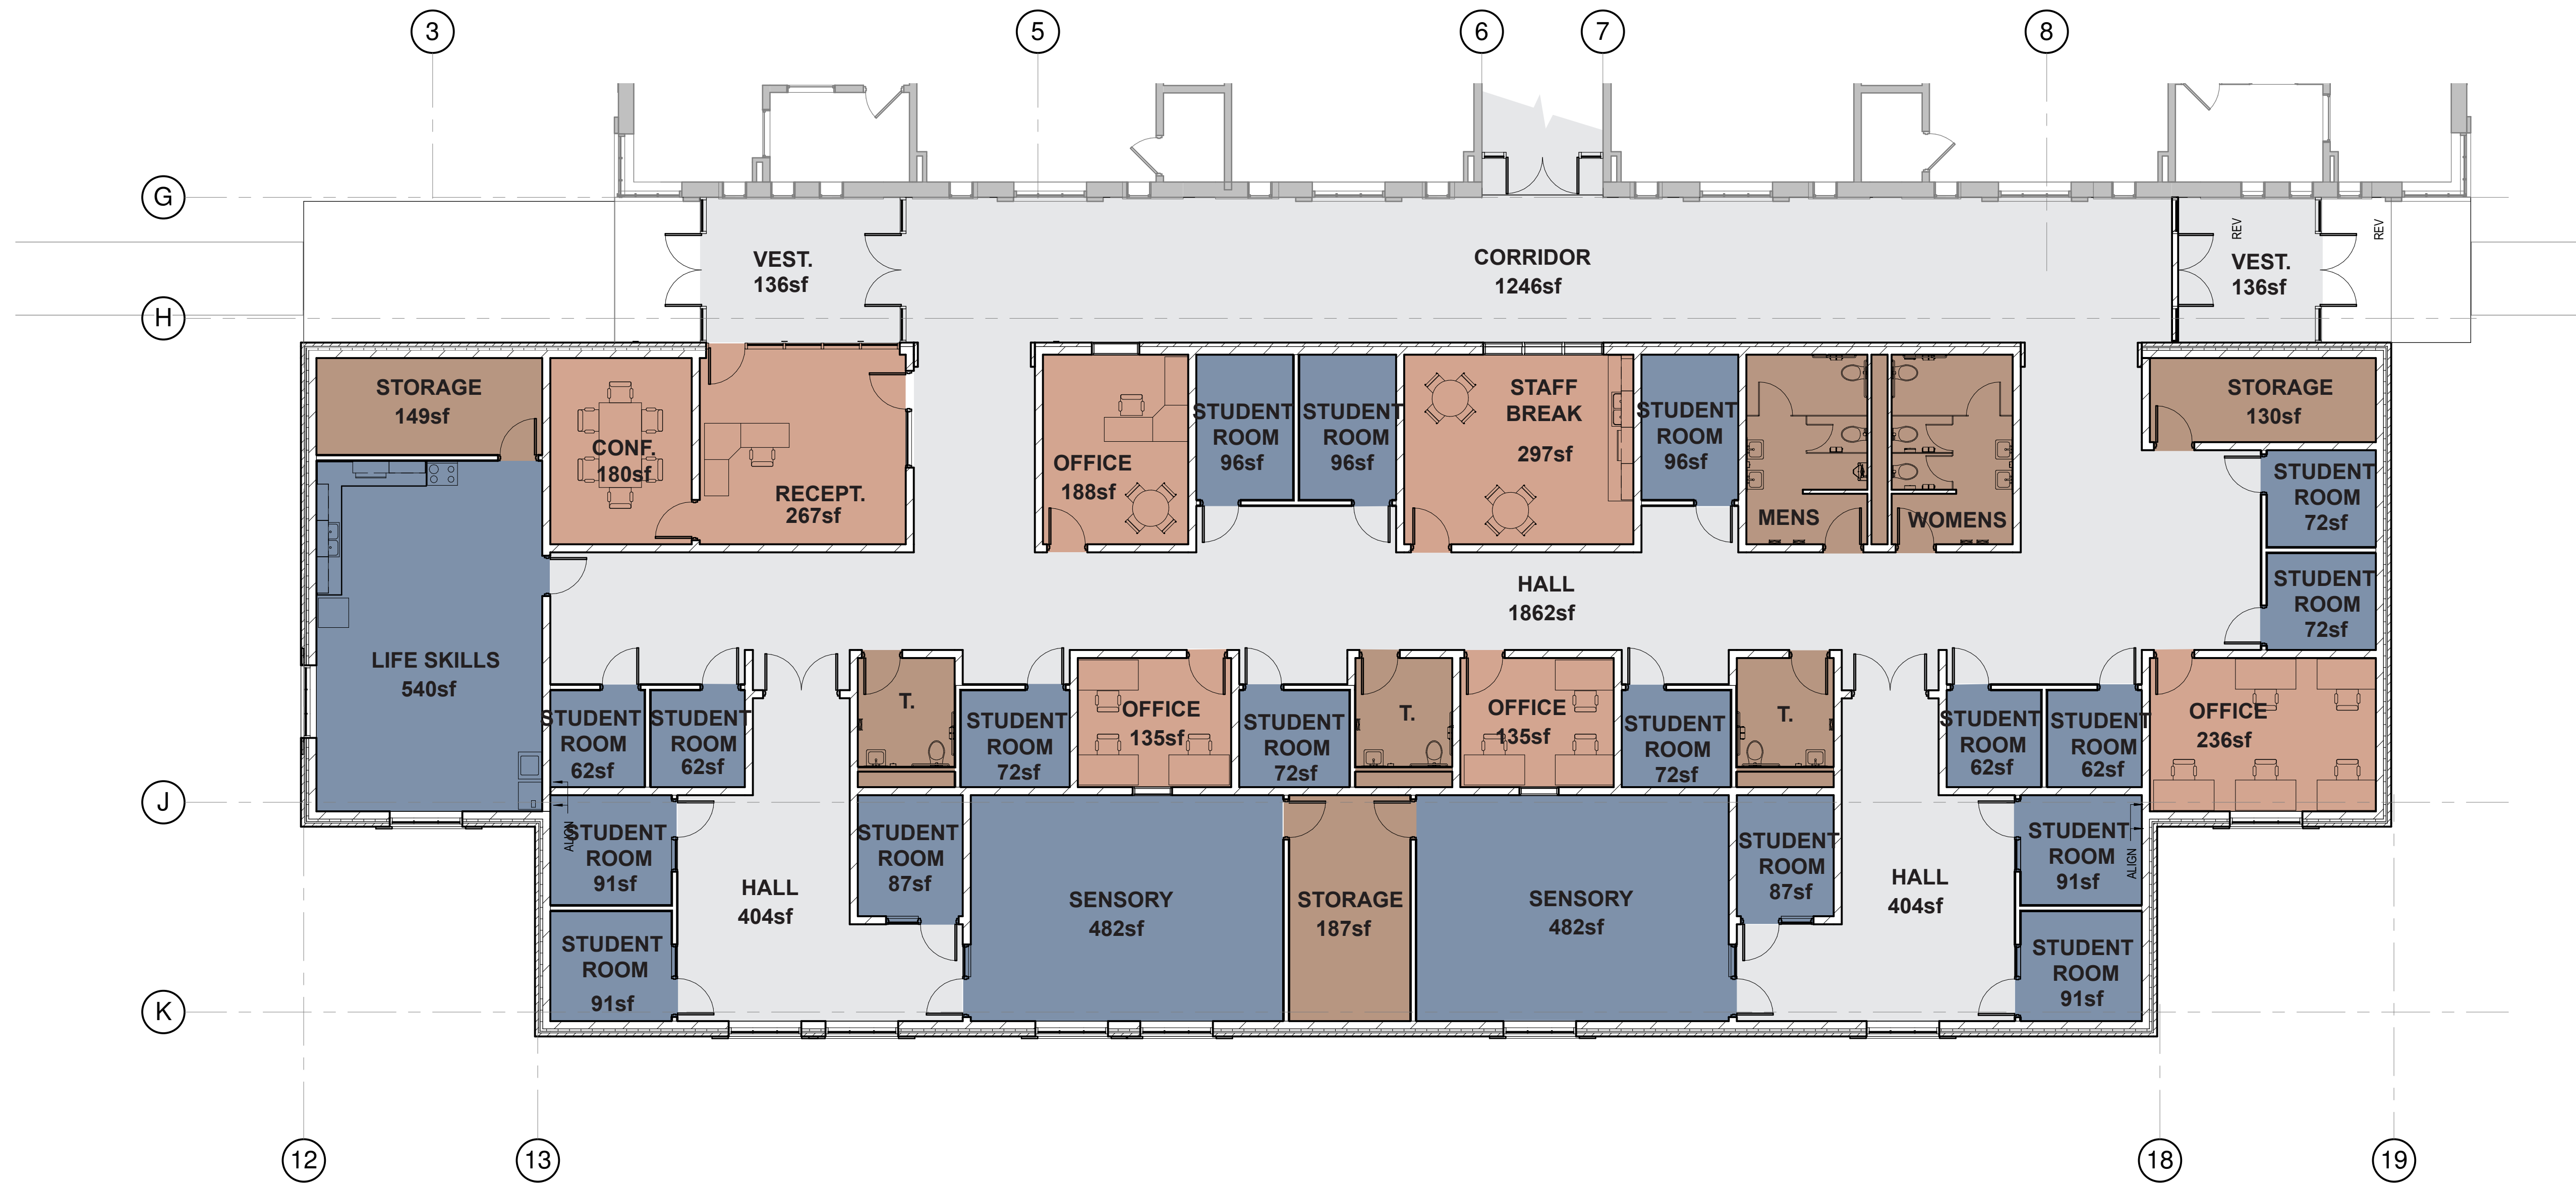 3
5
6
7
8
G
H
VEST.
136sf
CORRIDOR
1246sf
REV
REV
VEST.
136sf
STORAGE
149sf
CONF.
180sf
RECEPT.
267sf
OFFICE
188sf
STUDENT
ROOM
96sf
STUDENT
ROOM
96sf
STAFF
BREAK
297sf
STUDENT
ROOM
96sf
MENS
WOMENS
STORAGE
130sf
STUDENT
ROOM
72sf
STUDENT
ROOM
72sf
HALL
1862sf
LIFE SKILLS
540sf
STUDENT
ROOM
62sf
STUDENT
ROOM
62sf
T.
STUDENT
ROOM
72sf
OFFICE
135sf
STUDENT
ROOM
72sf
T.
OFFICE
135sf
STUDENT
ROOM
72sf
T.
STUDENT
ROOM
62sf
STUDENT
ROOM
62sf
OFFICE
236sf
J
ALIGN
STUDENT
ROOM
91sf
HALL
404sf
STUDENT
ROOM
87sf
SENSORY
482sf
STORAGE
187sf
SENSORY
482sf
STUDENT
ROOM
87sf
HALL
404sf
STUDENT
ROOM
91sf
ALIGN
STUDENT
ROOM
91sf
STUDENT
ROOM
91sf
K
12
13
18
19